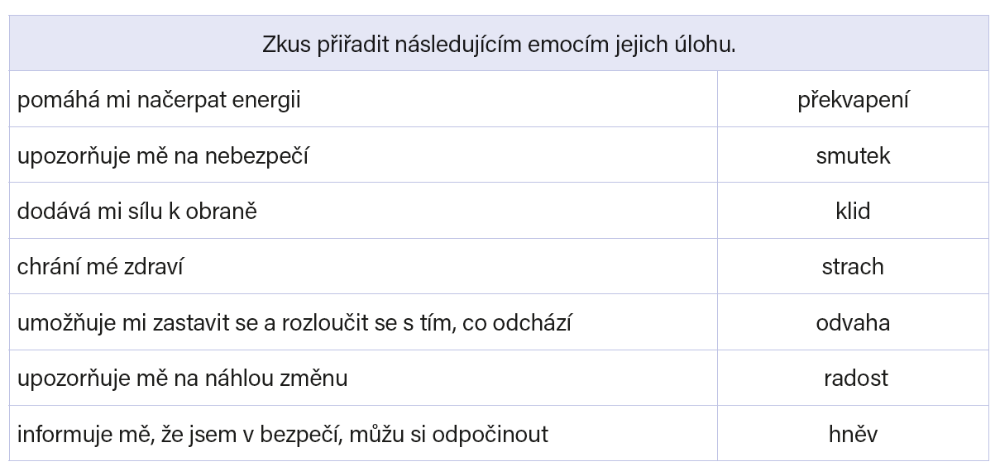 Zkus přiřadit následujícím emocím jejich úlohu.
pomáhá mi načerpat energii překvapení
upozorňuje mě na nebezpečí smutek
dodává mi sílu k obraně klid
chrání mé zdraví strach
umožňuje mi zastavit se a rozloučit se s tím, co odchází odvaha
upozorňuje mě na náhlou změnu radost
informuje mě, že jsem v bezpečí, můžu si odpočinout hněv